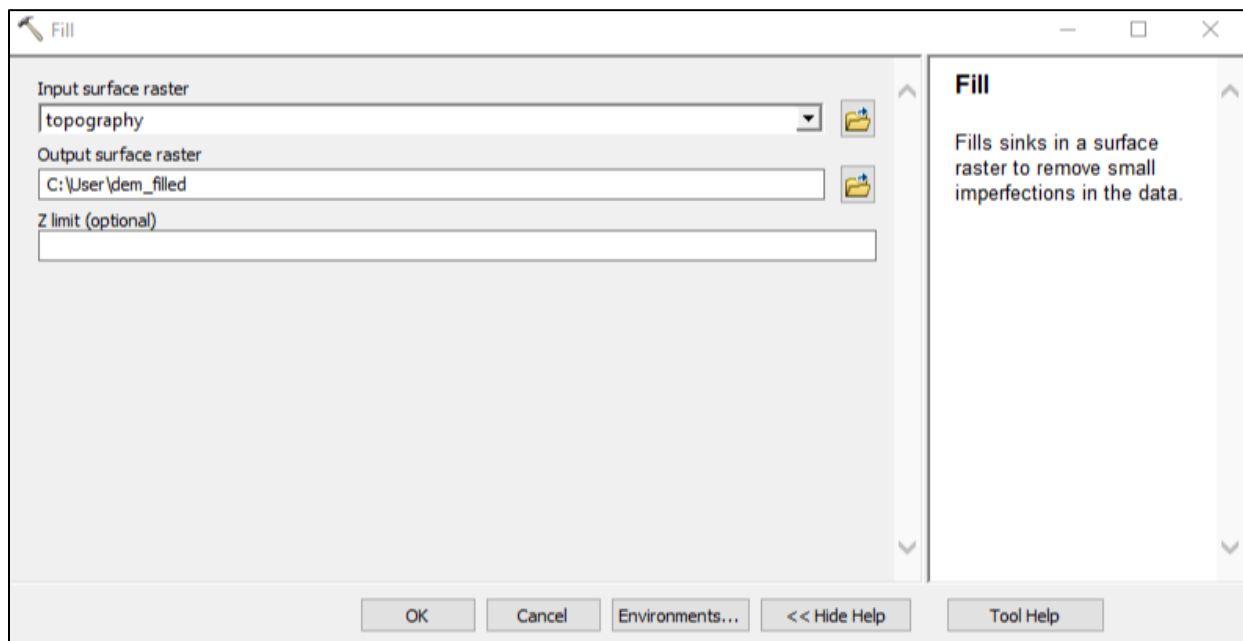 Fill
Input surface raster
topography
Output surface raster
C:\User\dem_filled
Z limit (optional)
Fill
Fills sinks in a surface
raster to remove small
imperfections in the data.
OK Cancel Environments... << Hide Help Tool Help